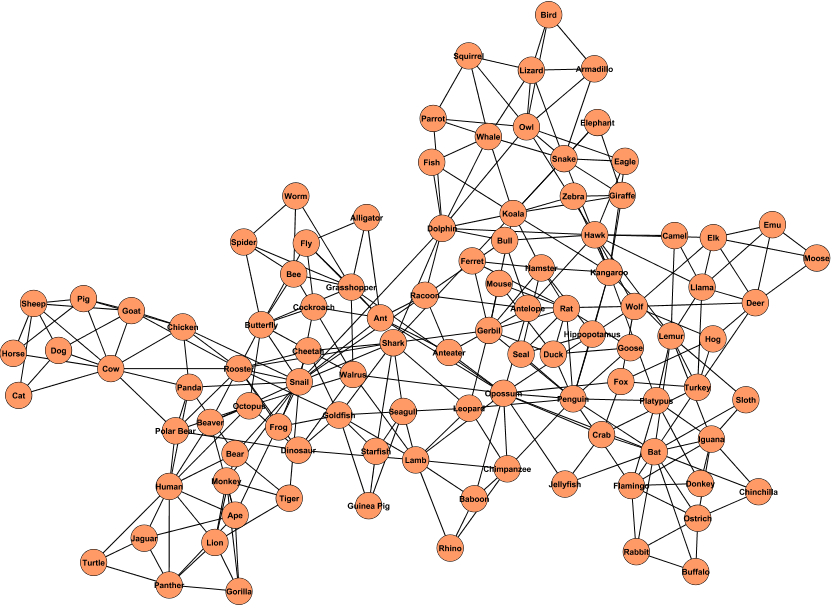 Bird
Squirrel
Lizard
Armadillo
Parrot
Owl
Elephant
Whale
Snake
Eagle
Fish
Zebra
Giraffe
Worm
Koala
Alligator
Dolphin
Emu
Spider
Fly
Bull
Hawk
Camel
Elk
Moose
Ferret
Hamster
Bee
Kangaroo
Mouse
Grasshopper
Llama
Sheep
Pig
Racoon
Deer
Goat
Cockroach
Antelope
Rat
Wolf
Chicken
Butterfly
Ant
Gerbil
Hippopotamus
Lemur
Hog
Horse
Dog
Cheetah
Shark
Anteater
Seal
Duck
Goose
Cow
Rooster
Walrus
Snail
Fox
Panda
Turkey
Cat
Opossum
Penguin
Platypus
Sloth
Octopus
Leopard
Goldfish
Seagull
Beaver
Polar Bear
Frog
Crab
Iguana
Bear
Dinosaur
Starfish
Bat
Lamb
Chimpanzee
Human
Monkey
Jellyfish
Flamingo
Donkey
Chinchilla
Tiger
Baboon
Guinea Pig
Ape
Ostrich
Jaguar
Lion
Rhino
Rabbit
Turtle
Buffalo
Panther
Gorilla